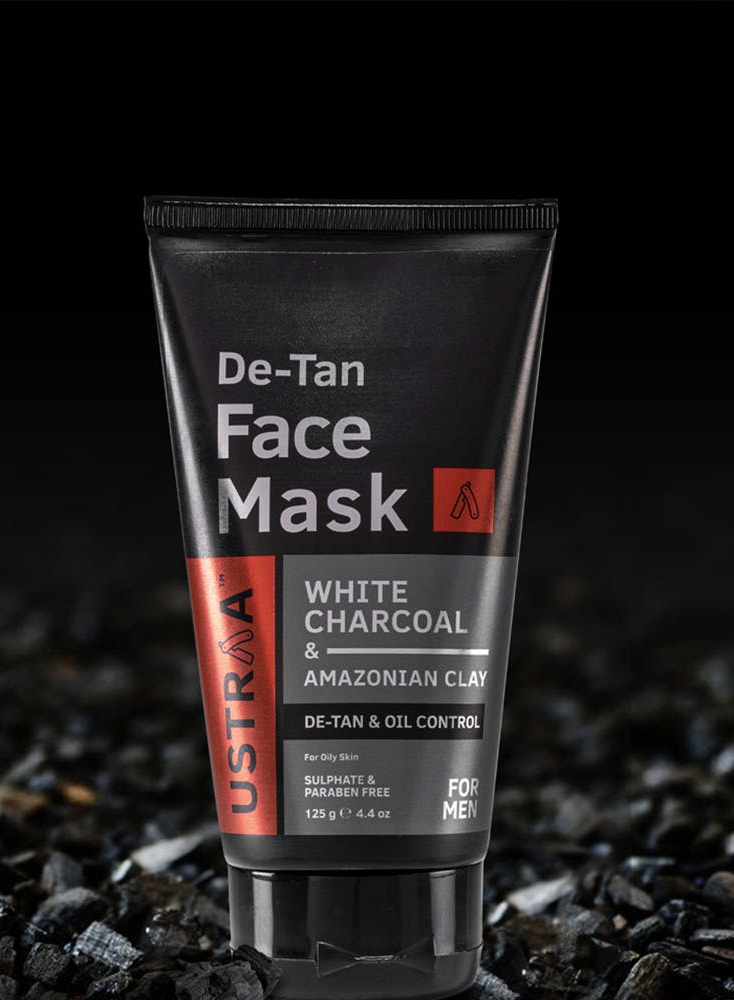 De-Tan
Face
Mask
USTRAA™
WHITE
CHARCOAL
&
AMAZONIAN CLAY
DE-TAN & OIL CONTROL
For Oily Skin
SULPHATE &
PARABEN FREE
125 g ℮ 4.4 oz
FOR
MEN